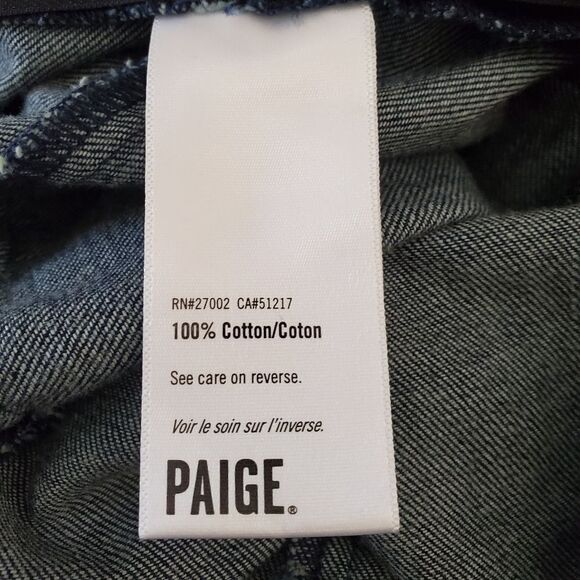 RN#27002 CA#51217
100% Cotton/Coton
See care on reverse.
Voir le soin sur l'inverse.
PAIGE®